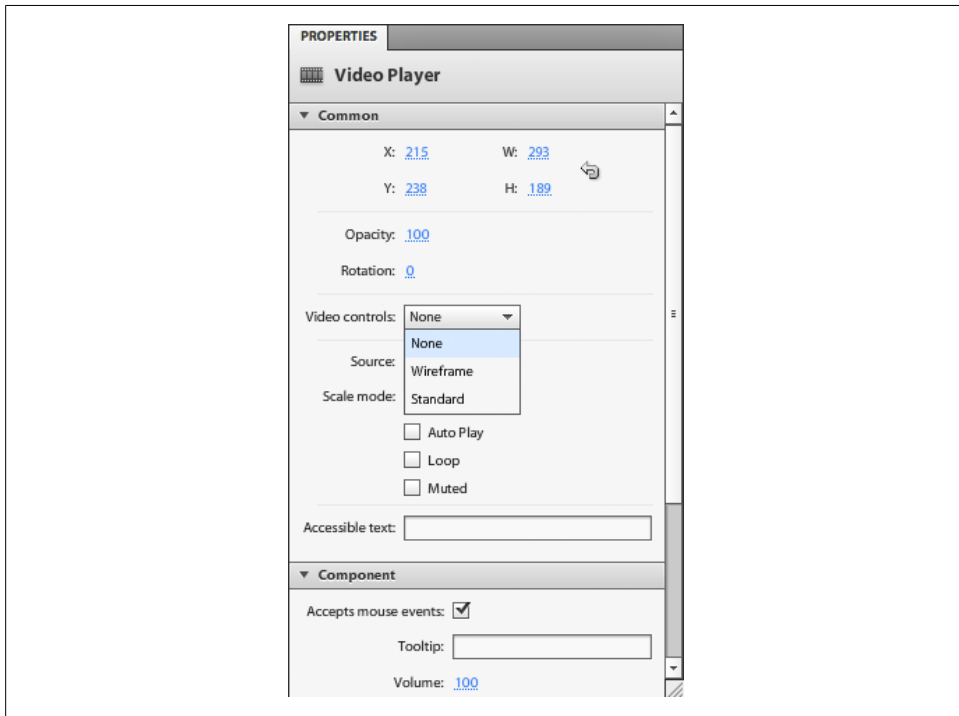 PROPERTIES
Video Player
Common
X: 215 W: 293
Y: 238 H: 189
Opacity: 100
Rotation: 0
Video controls: None
None
Source:
Wireframe
Scale mode: Standard
Auto Play
Loop
Muted
Accessible text:
Component
Accepts mouse events:
Tooltip:
Volume: 100